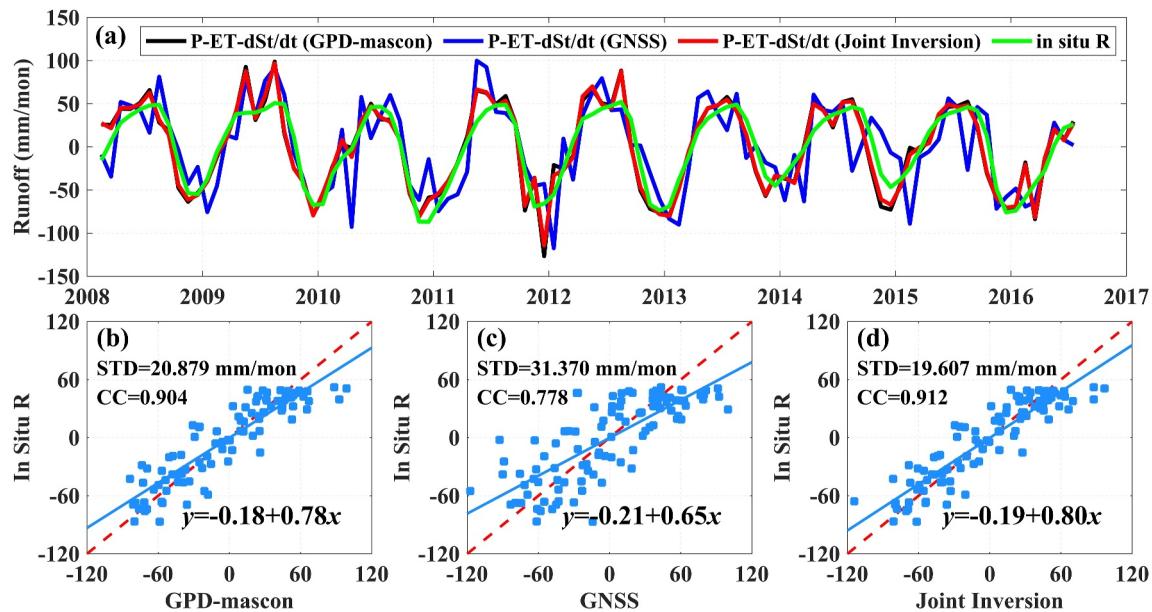 (a)
P-ET-dSt/dt (GPD-mascon) P-ET-dSt/dt (GNSS) P-ET-dSt/dt (Joint Inversion) in situ R
Runoff (mm/mon)
150
100
50
0
-50
-100
-150
2008 2009 2010 2011 2012 2013 2014 2015 2016 2017
(b)
STD=20.879 mm/mon
CC=0.904
y=-0.18+0.78x
In Situ R
120
60
0
-60
-120
-120 -60 0 60 120
GPD-mascon
(c)
STD=31.370 mm/mon
CC=0.778
y=-0.21+0.65x
In Situ R
120
60
0
-60
-120
-120 -60 0 60 120
GNSS
(d)
STD=19.607 mm/mon
CC=0.912
y=-0.19+0.80x
In Situ R
120
60
0
-60
-120
-120 -60 0 60 120
Joint Inversion